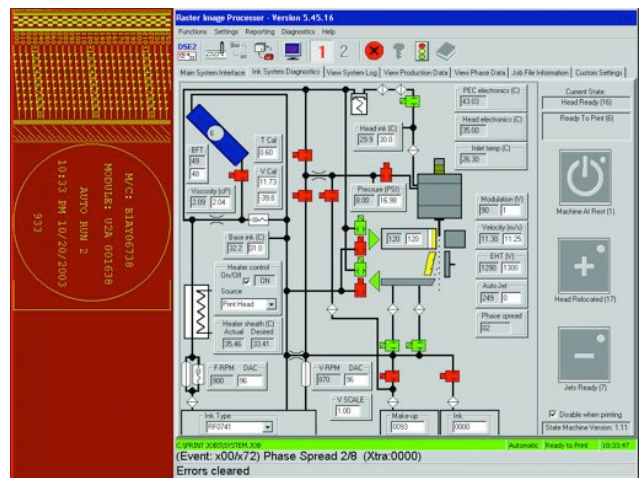 M/C: B1AY06738
MODULE: U2A 001638
AUTO RUN 2
10:33 PM 10/20/2003
933
Raster Image Processor - Version 5.45.16
Functions Settings Reporting Diagnostics Help
DSE2 1 2
Main System Interface Ink System Diagnostics View System Log View Production Data View Phase Data Job File Information Custom Settings
PEC electronics (C)
43.03
Head electronics (C)
35.00
Inlet temp (C)
26.30
Current State:
Head Ready (16)
Ready To Print (6)
6
BFT
49
48
T Cal
0.60
V Cal
11.73
-39.8
Viscosity (cP)
2.09 2.04
Head ink (C)
29.9 30.0
Pressure (PSI)
8.00 16.98
Base ink (C)
32.2
Heater control
On/Off ON
Source
Print Head
Heater sheath (C)
Actual Desired
35.46 33.41
120 120
Modulation (V)
90 1
Velocity (m/s)
11.30 11.25
EHT (V)
1290 1300
Auto Jet
249 0
Phase spread
02
Machine At Rest (1)
Head Relocated (17)
Jets Ready (7)
F-RPM DAC
900 96
V-RPM DAC
870 96
V SCALE
1.00
Ink Type
RF0741
Make-up
0093
Ink
0000
Disable when printing
State Machine Version: 1.11
C:\PRINT JOBS\SYSTEM.JOB Automatic Ready to Print 10:33:47
(Event: x00/x72) Phase Spread 2/8 (Xtra:0000)
Errors cleared